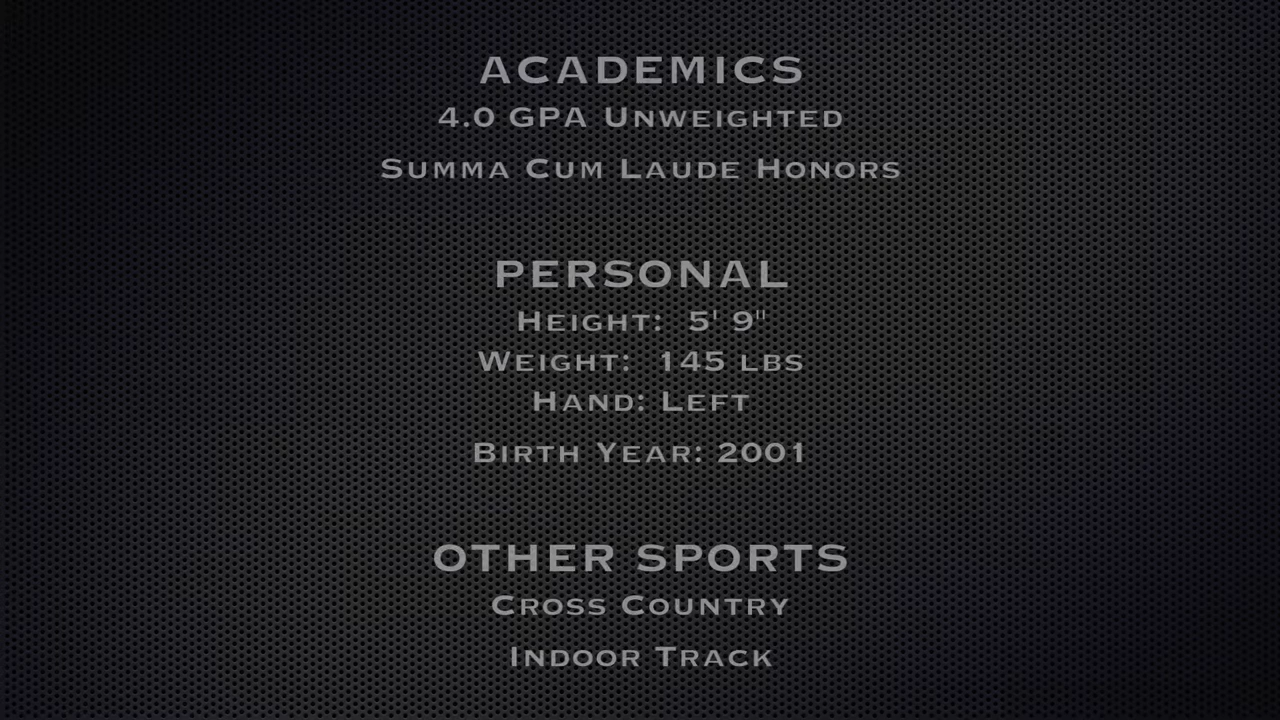 ACADEMICS
4.0 GPA Unweighted
Summa Cum Laude Honors
PERSONAL
Height: 5' 9"
Weight: 145 lbs
Hand: Left
Birth Year: 2001
OTHER SPORTS
Cross Country
Indoor Track